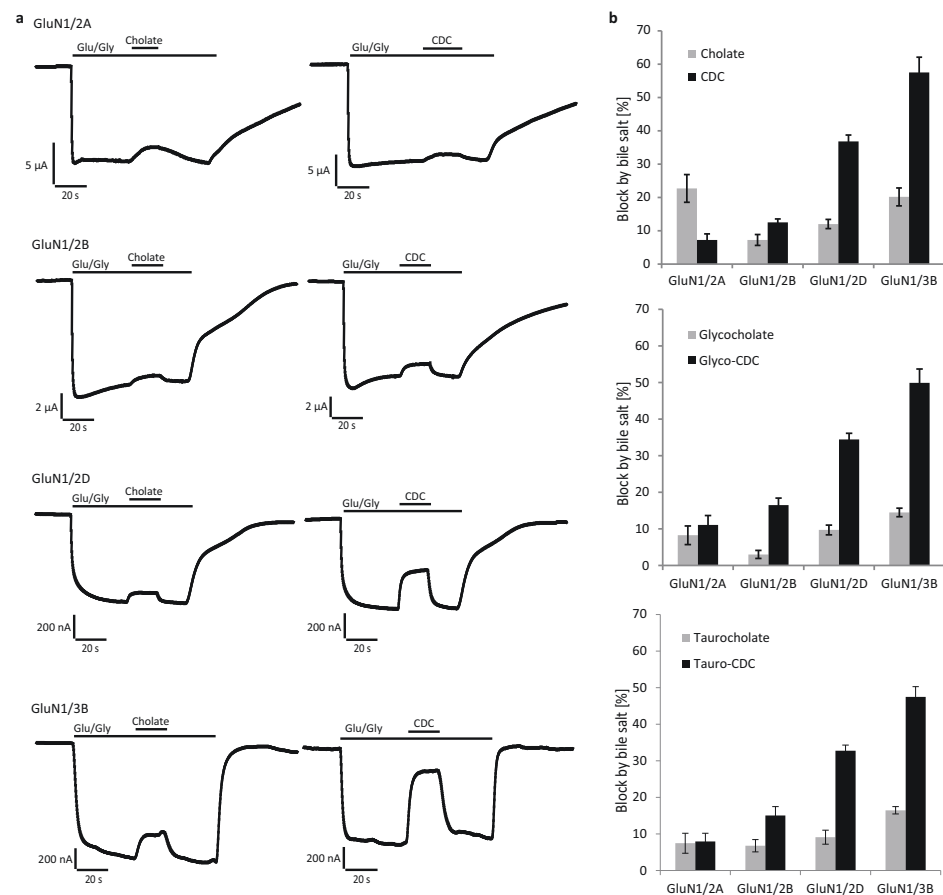 a
GluN1/2A
Cholate
Glu/Gly
5 µA
20 s
CDC
Glu/Gly
5 µA
20 s
GluN1/2B
Cholate
Glu/Gly
2 µA
20 s
CDC
Glu/Gly
2 µA
20 s
GluN1/2D
Cholate
Glu/Gly
200 nA
20 s
CDC
Glu/Gly
200 nA
20 s
GluN1/3B
Cholate
Glu/Gly
200 nA
20 s
CDC
Glu/Gly
200 nA
20 s
b
Block by bile salt [%]
70
60
50
40
30
20
10
0
Cholate
CDC
GluN1/2A GluN1/2B GluN1/2D GluN1/3B
Block by bile salt [%]
70
60
50
40
30
20
10
0
Glycocholate
Glyco-CDC
GluN1/2A GluN1/2B GluN1/2D GluN1/3B
Block by bile salt [%]
70
60
50
40
30
20
10
0
Taurocholate
Tauro-CDC
GluN1/2A GluN1/2B GluN1/2D GluN1/3B